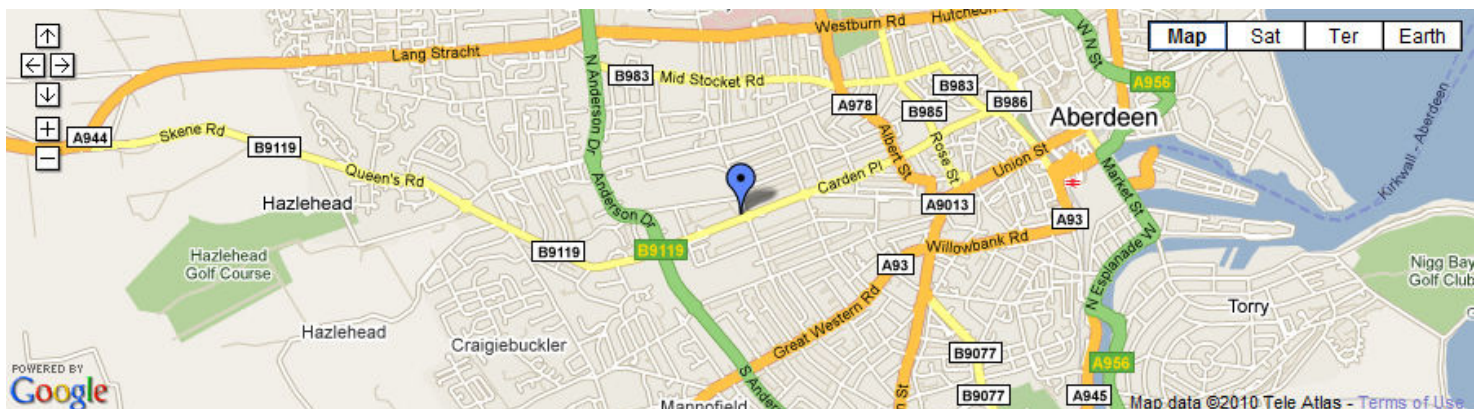 Westburn Rd
Hutcheon
W N St
Map
Sat
Ter
Earth
Lang Stracht
N Anderson Dr
B983
Mid Stocket Rd
A956
A978
B985
B983
B986
Aberdeen
A944
Skene Rd
B9119
Queen's Rd
Albert St
Rose St
Union St
Kirkwall - Aberdeen
Market St
Carden Pl
Hazlehead
Anderson Dr
A9013
A93
Willowbank Rd
Hazlehead
Golf Course
B9119
B9119
A93
N Esplanade W
Nigg Bay
Golf Club
Torry
Great Western Rd
Hazlehead
Craigiebuckler
B9077
A956
POWERED BY
Google
S And
Mannofield
n St
B9077
A945
Map data ©2010 Tele Atlas - Terms of Use